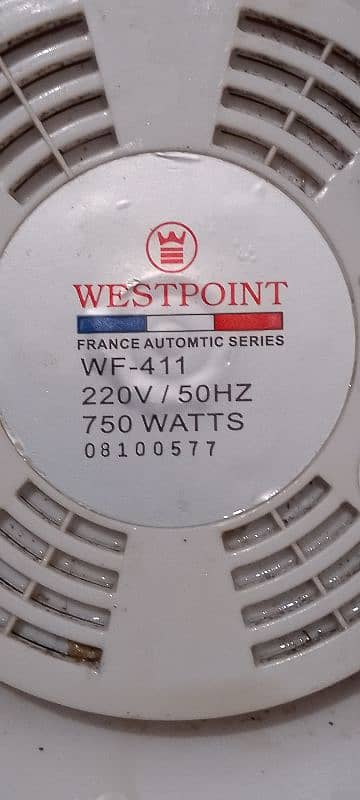 WESTPOINT
FRANCE AUTOMTIC SERIES
WF-411
220V / 50HZ
750 WATTS
08100577